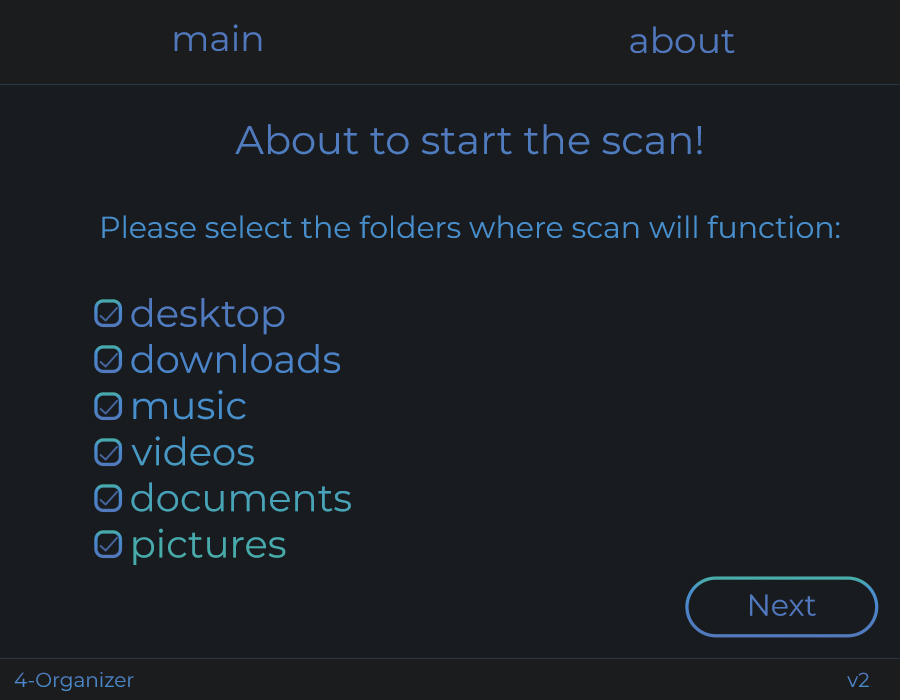 main about
About to start the scan!
Please select the folders where scan will function:
desktop
downloads
music
videos
documents
pictures
Next
4-Organizer v2